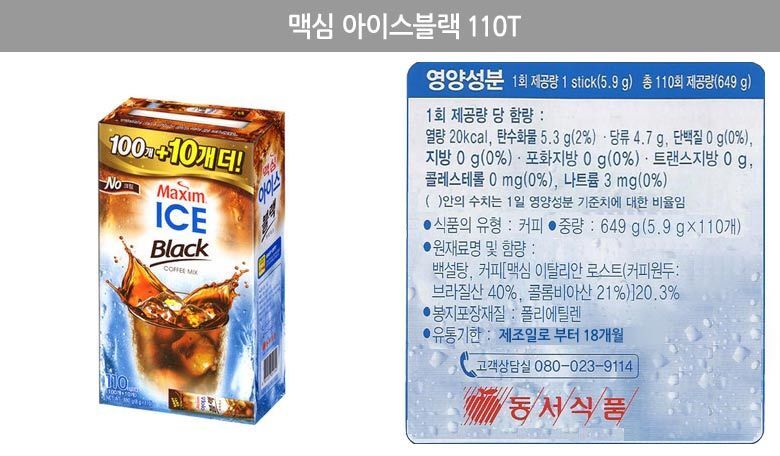 맥심 아이스블랙 110T
100개+10개 더!
No 크림
Maxim
ICE
Black
COFFEE MIX
맥심
아이스
블랙
110
영양성분 1회 제공량 1 stick(5.9 g) 총 110회 제공량(649 g)
1회 제공량 당 함량 :
열량 20kcal, 탄수화물 5.3 g(2%) · 당류 4.7 g, 단백질 0 g(0%),
지방 0 g(0%) · 포화지방 0 g(0%) · 트랜스지방 0 g,
콜레스테롤 0 mg(0%), 나트륨 3 mg(0%)
( )안의 수치는 1일 영양성분 기준치에 대한 비율임
●식품의 유형 : 커피 ●중량 : 649 g(5.9 g×110개)
●원재료명 및 함량 :
백설탕, 커피[맥심 이탈리안 로스트(커피원두:
브라질산 40%, 콜롬비아산 21%)]20.3%
●봉지포장재질 : 폴리에틸렌
●유통기한 : 제조일로 부터 18개월
고객상담실 080-023-9114
동서식품